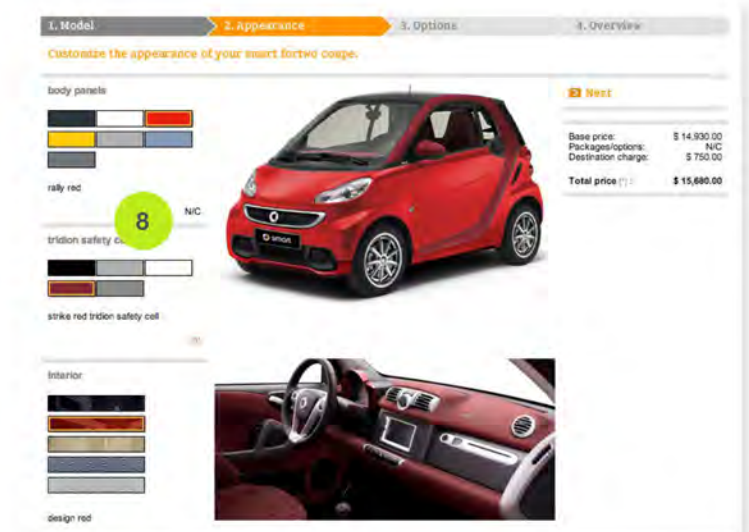 1. Model
2. Appearance
3. Options
4. Overview
Customize the appearance of your smart fortwo coupe.
body panels
rally red
8
N/C
tridion safety
strike red tridion safety cell
Interior
design red
smart
Next
Base price: $ 14,930.00
Packages/options: N/C
Destination charge: $ 750.00
Total price (*) : $ 15,680.00